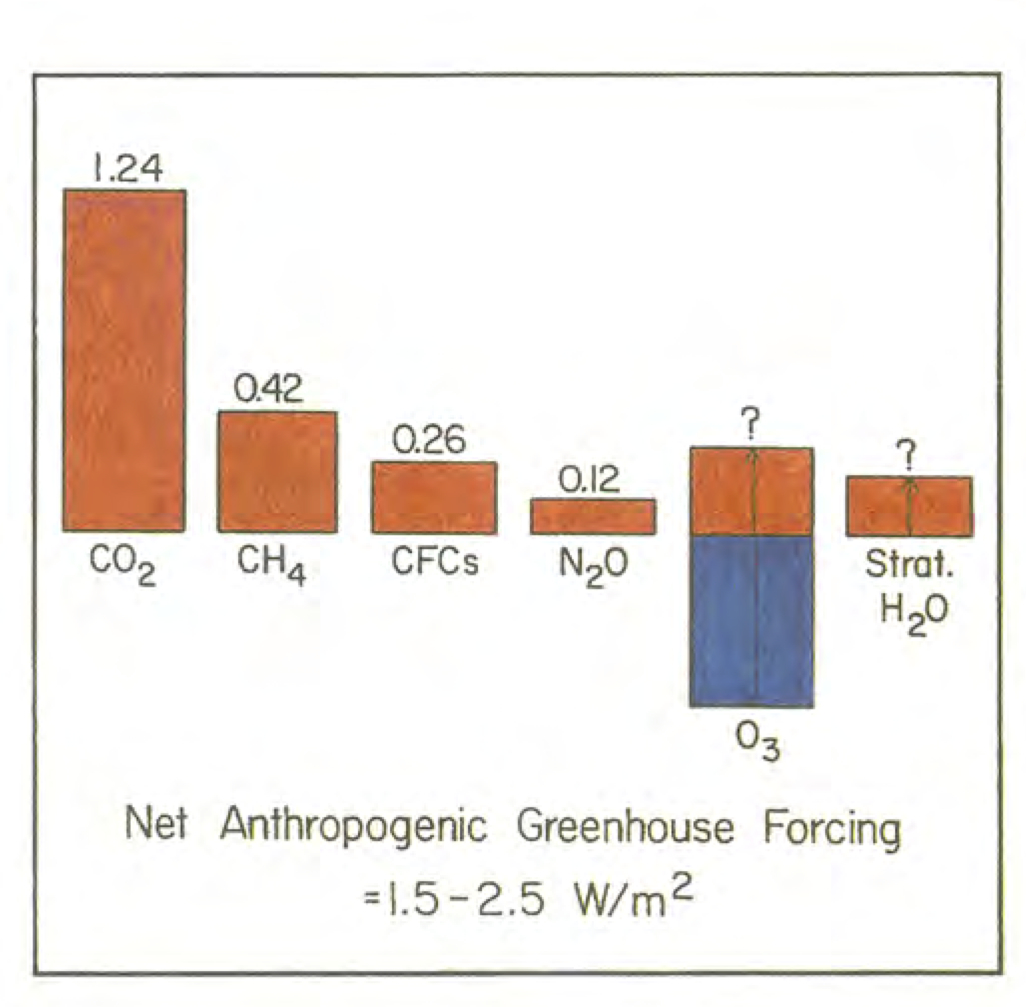 1.24
0.42
0.26
0.12
?
?
CO₂
CH₄
CFCs
N₂O
Strat.
H₂O
O₃
Net Anthropogenic Greenhouse Forcing
=1.5-2.5 W/m²